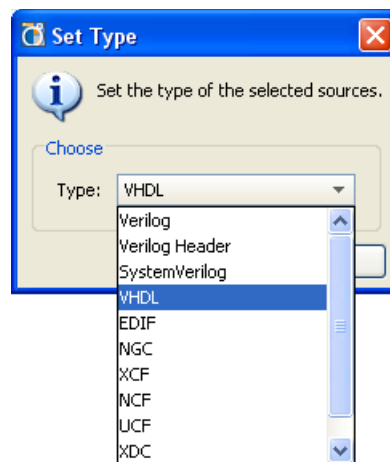 Set Type
Set the type of the selected sources.
Choose
Type: VHDL
Verilog
Verilog Header
SystemVerilog
VHDL
EDIF
NGC
XCF
NCF
UCF
XDC